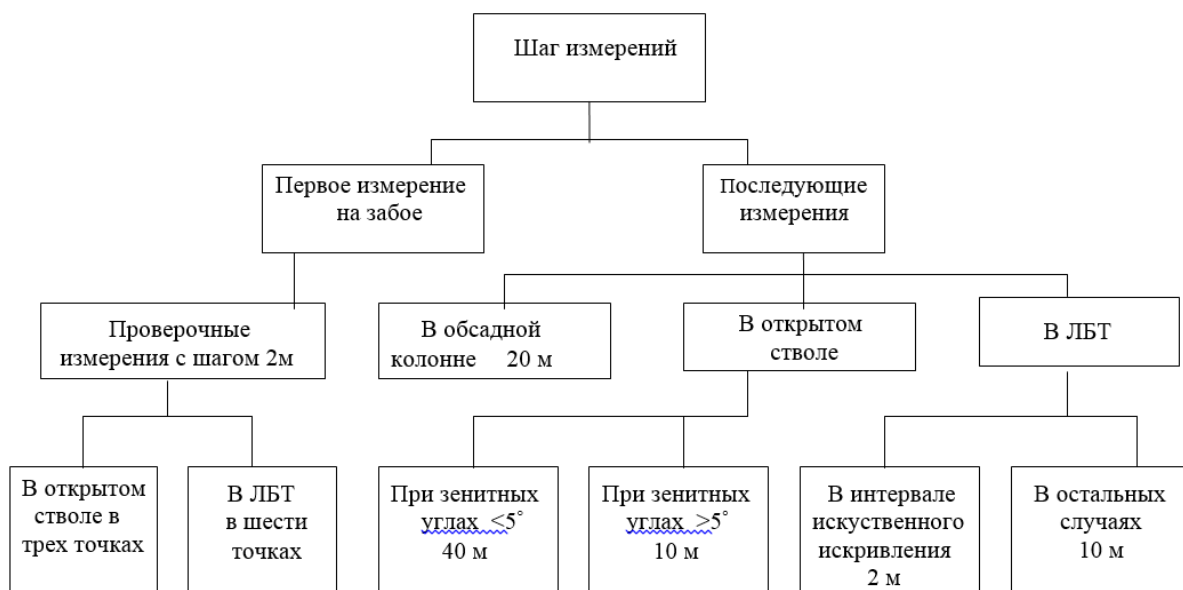 Шаг измерений
Первое измерение
на забое
Последующие
измерения
Проверочные
измерения с шагом 2м
В обсадной
колонне 20 м
В открытом
стволе
В ЛБТ
В открытом
стволе в
трех точках
В ЛБТ
в шести
точках
При зенитных
углах <5˚
40 м
При зенитных
углах >5˚
10 м
В интервале
искуственного
искривления
2 м
В остальных
случаях
10 м